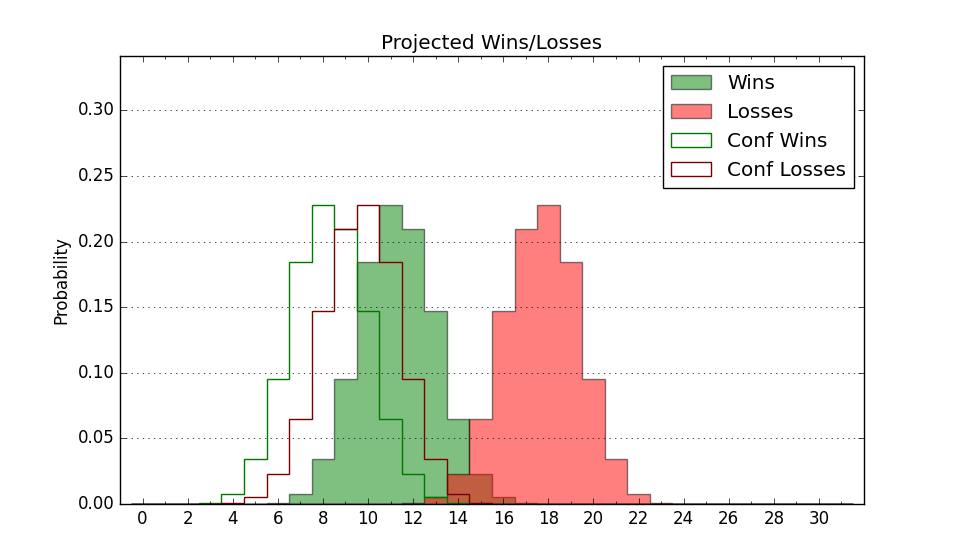 Projected Wins/Losses
Wins
Losses
Conf Wins
Conf Losses
Probability
0.30
0.25
0.20
0.15
0.10
0.05
0.00
0 2 4 6 8 10 12 14 16 18 20 22 24 26 28 30